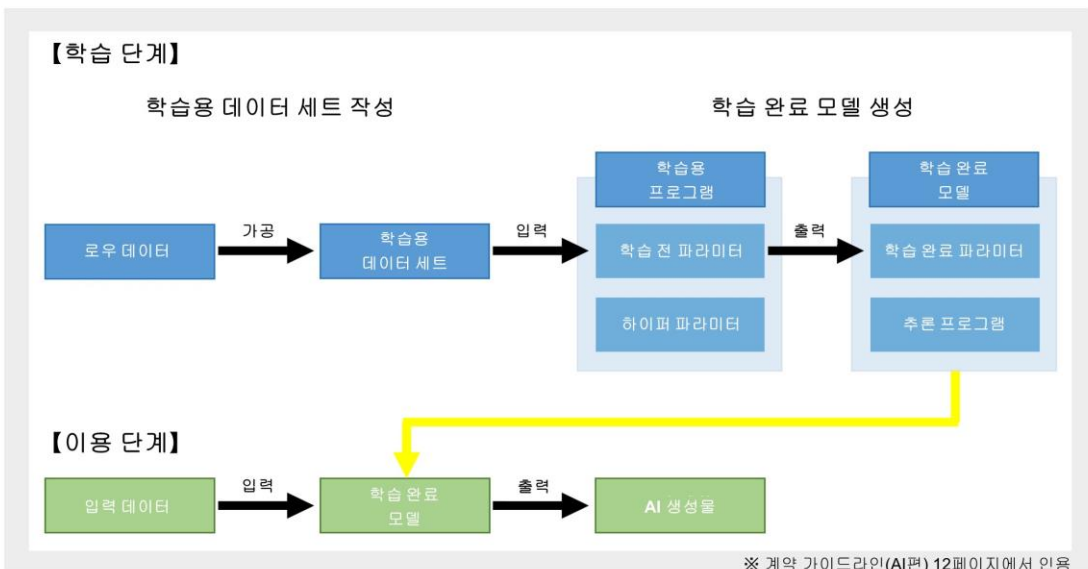 【학습 단계】
학습용 데이터 세트 작성
학습 완료 모델 생성
로우 데이터
가공
학습용
데이터 세트
입력
학습용
프로그램
학습 전 파라미터
하이퍼 파라미터
출력
학습 완료
모델
학습 완료 파라미터
추론 프로그램
【이용 단계】
입력 데이터
입력
학습 완료
모델
출력
AI 생성물
※ 계약 가이드라인(AI편) 12페이지에서 인용